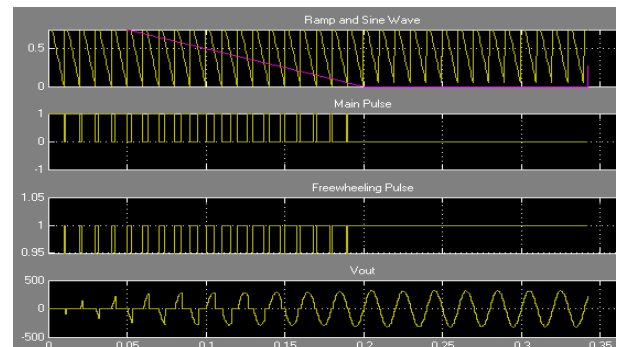 Ramp and Sine Wave
0.5
0
Main Pulse
1
0
-1
Freewheeling Pulse
1.05
1
0.95
Vout
500
0
-500
0 0.05 0.1 0.15 0.2 0.25 0.3 0.35